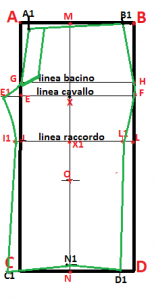 A A1 M B1 B
G linea bacino H
E1 E linea cavallo F
X
I1 I linea raccordo L1 L
X1
O
N1
C C1 N D1 D